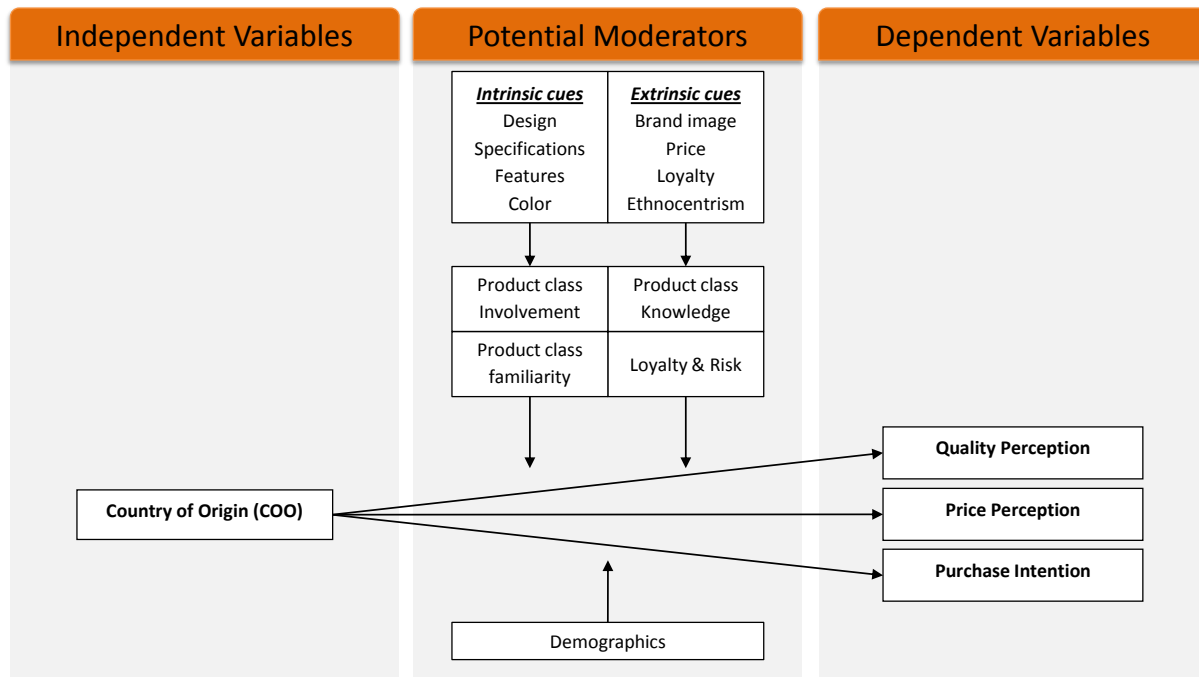 Independent Variables
Potential Moderators
Dependent Variables
Intrinsic cues
Design
Specifications
Features
Color
Extrinsic cues
Brand image
Price
Loyalty
Ethnocentrism
Product class
Involvement
Product class
Knowledge
Product class
familiarity
Loyalty & Risk
Country of Origin (COO)
Quality Perception
Price Perception
Purchase Intention
Demographics